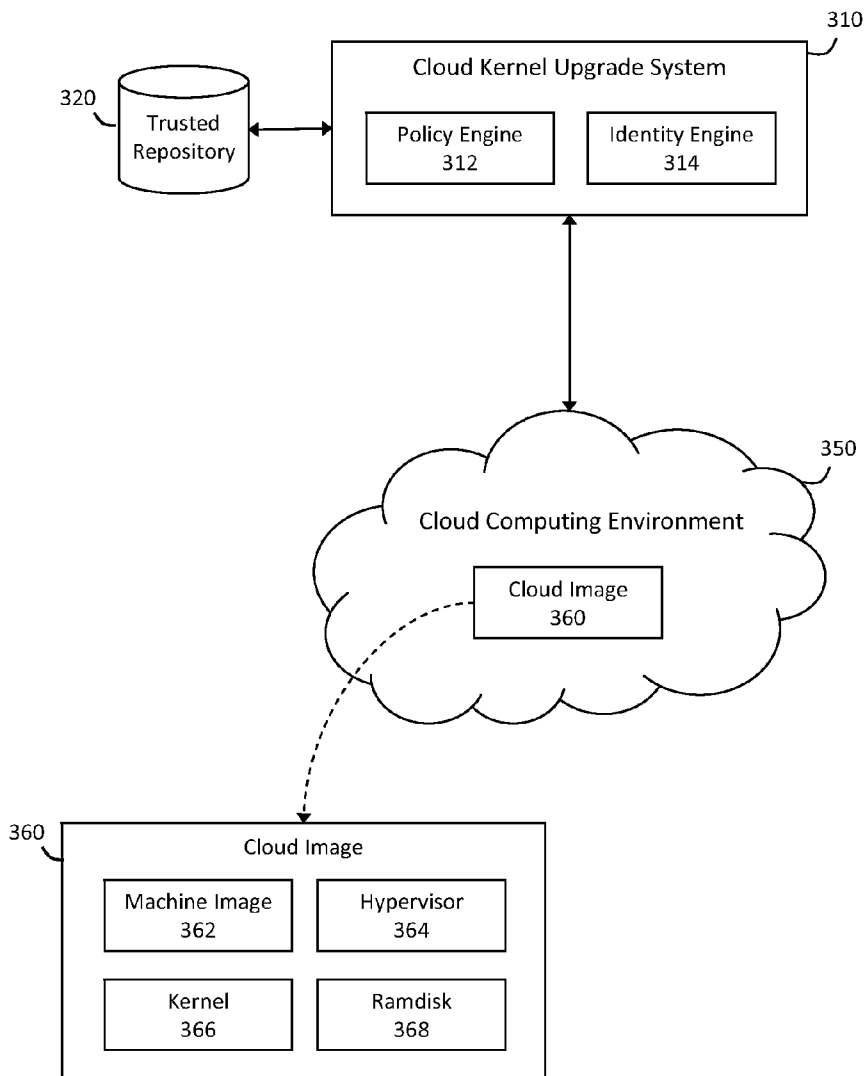 310
Cloud Kernel Upgrade System
320
Trusted
Repository
Policy Engine
312
Identity Engine
314
350
Cloud Computing Environment
Cloud Image
360
360
Cloud Image
Machine Image
362
Hypervisor
364
Kernel
366
Ramdisk
368